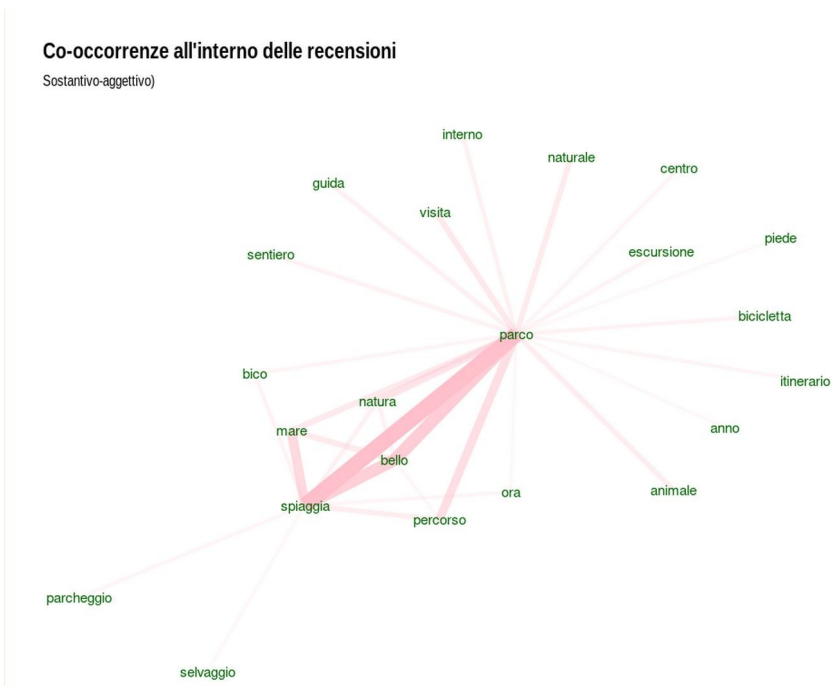 Co-occorrenze all'interno delle recensioni
Sostantivo-aggettivo)
interno
naturale
centro
guida
visita
piede
escursione
sentiero
bicicletta
parco
bico
itinerario
natura
anno
mare
bello
animale
ora
spiaggia
percorso
parcheggio
selvaggio